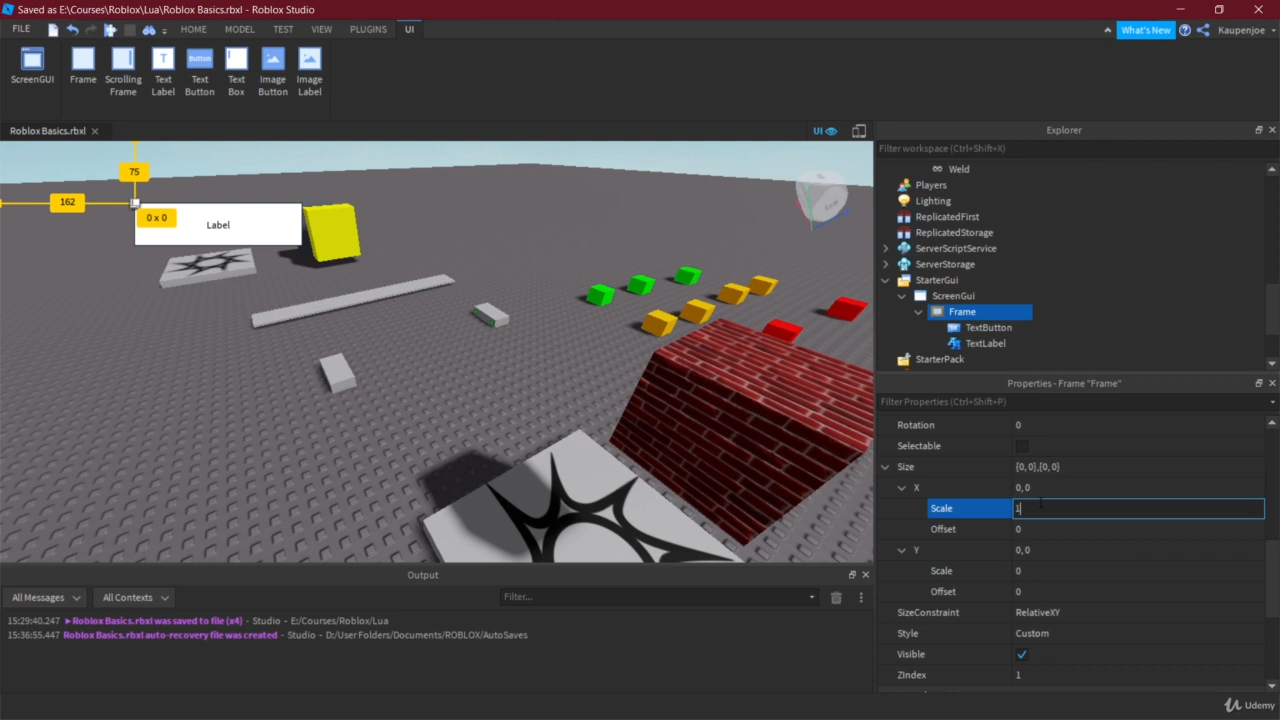 Saved as E:\Courses\Roblox\Lua\Roblox Basics.rbxl - Roblox Studio
FILE HOME MODEL TEST VIEW PLUGINS UI What's New Kaupenjoe
ScreenGUI Frame Scrolling Frame Text Label Text Button Text Box Image Button Image Label
Button
Roblox Basics.rbxl
UI
Explorer
Filter workspace (Ctrl+Shift+X)
Weld
Players
Lighting
ReplicatedFirst
ReplicatedStorage
ServerScriptService
ServerStorage
StarterGui
ScreenGui
Frame
TextButton
TextLabel
StarterPack
75
162
0 x 0
Label
Left
Properties - Frame "Frame"
Filter Properties (Ctrl+Shift+P)
Rotation 0
Selectable
Size {0, 0},{0, 0}
X 0, 0
Scale 1
Offset 0
Y 0, 0
Scale 0
Offset 0
SizeConstraint RelativeXY
Style Custom
Visible
ZIndex 1
Output
All Messages All Contexts Filter...
15:29:40.247 Roblox Basics.rbxl was saved to file (x4) - Studio - E:/Courses/Roblox/Lua
15:36:55.447 Roblox Basics.rbxl auto-recovery file was created - Studio - D:/UserFolders/Documents/ROBLOX/AutoSaves
Udemy